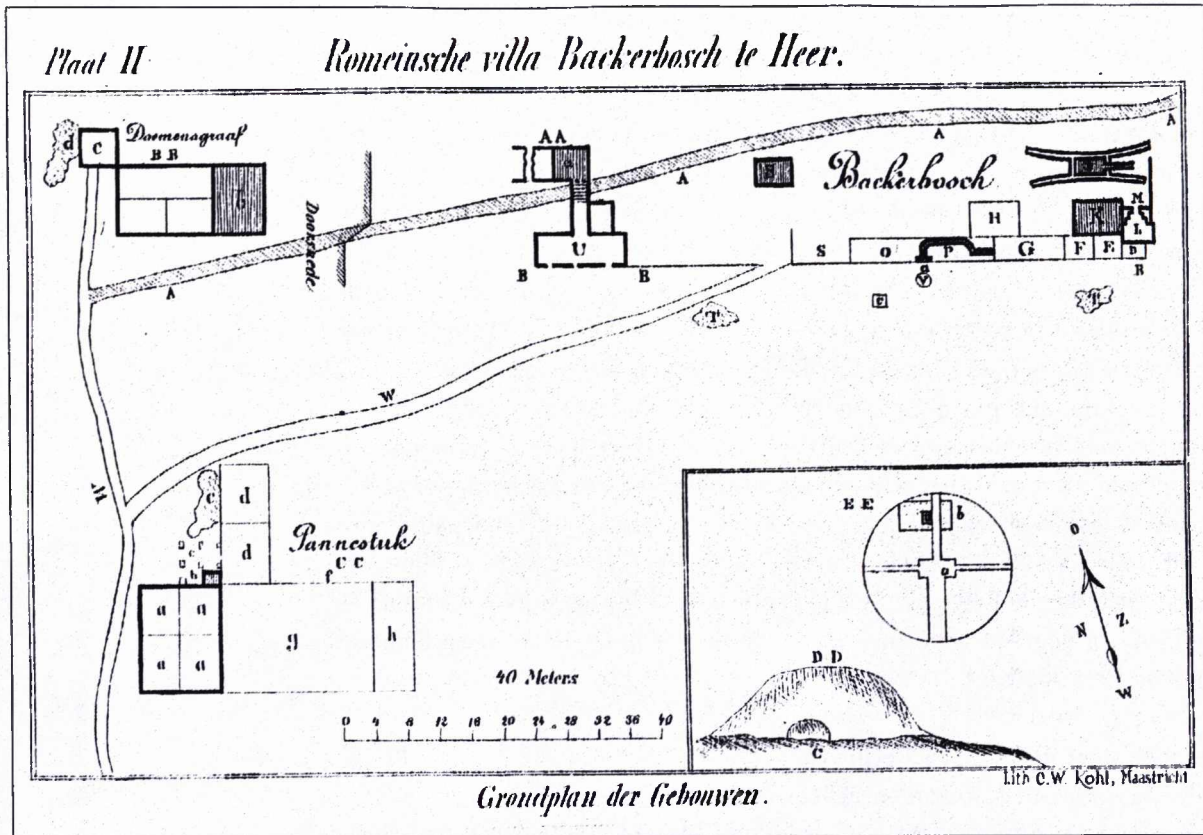 Plaat II
Romeinsche villa Backerbosch te Heer.
d
c
Doemensgraaf
B B
A
Doorsnede
A A
U
B
B
A
A
A
Backerbosch
H
S
O
P
G
F
E
D
K
L
M
B
T
T
W
W
c
d
d
Pannestuk
C C
f
a
a
a
a
g
h
40 Meters
0 4 8 12 16 20 24 28 32 36 40
E E
b
a
D D
C
O
N
Z
W
Lith C.W. Kohl, Maastricht
Grondplan der Gebouwen.